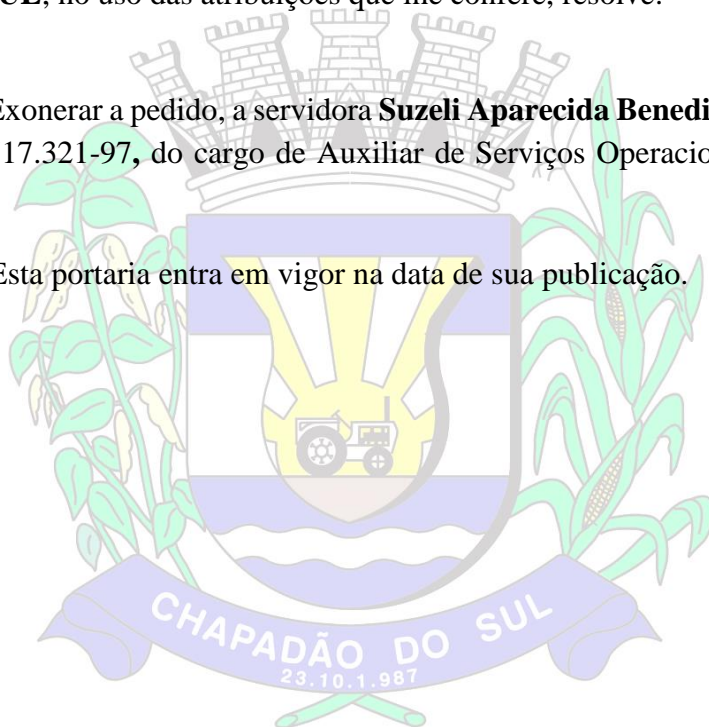 UL, no uso das atribuições que me confere, resolve:
Exonerar a pedido, a servidora Suzeli Aparecida Benedi
17.321-97, do cargo de Auxiliar de Serviços Operacio
Esta portaria entra em vigor na data de sua publicação.
CHAPADÃO DO SUL
23.10.1.987